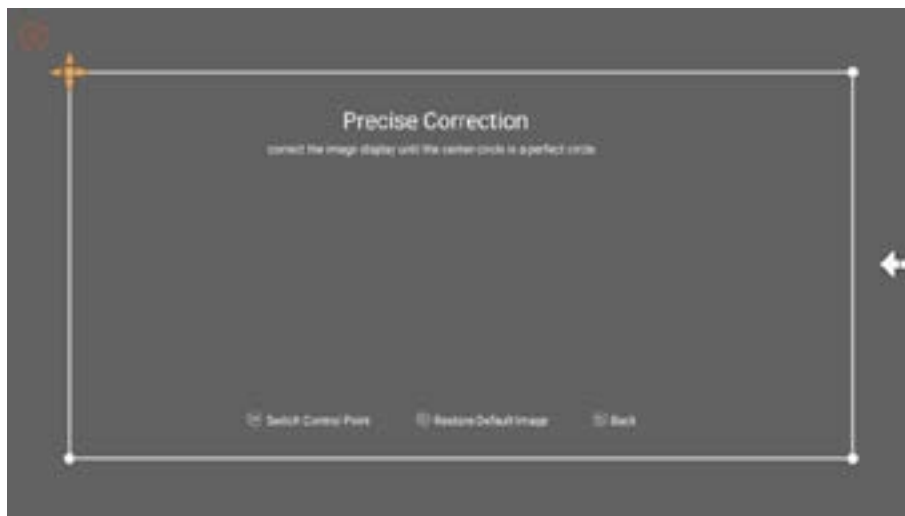 Precise Correction
correct the image display until the center circle is a perfect circle
Switch Control Point
Restore Default Image
Back